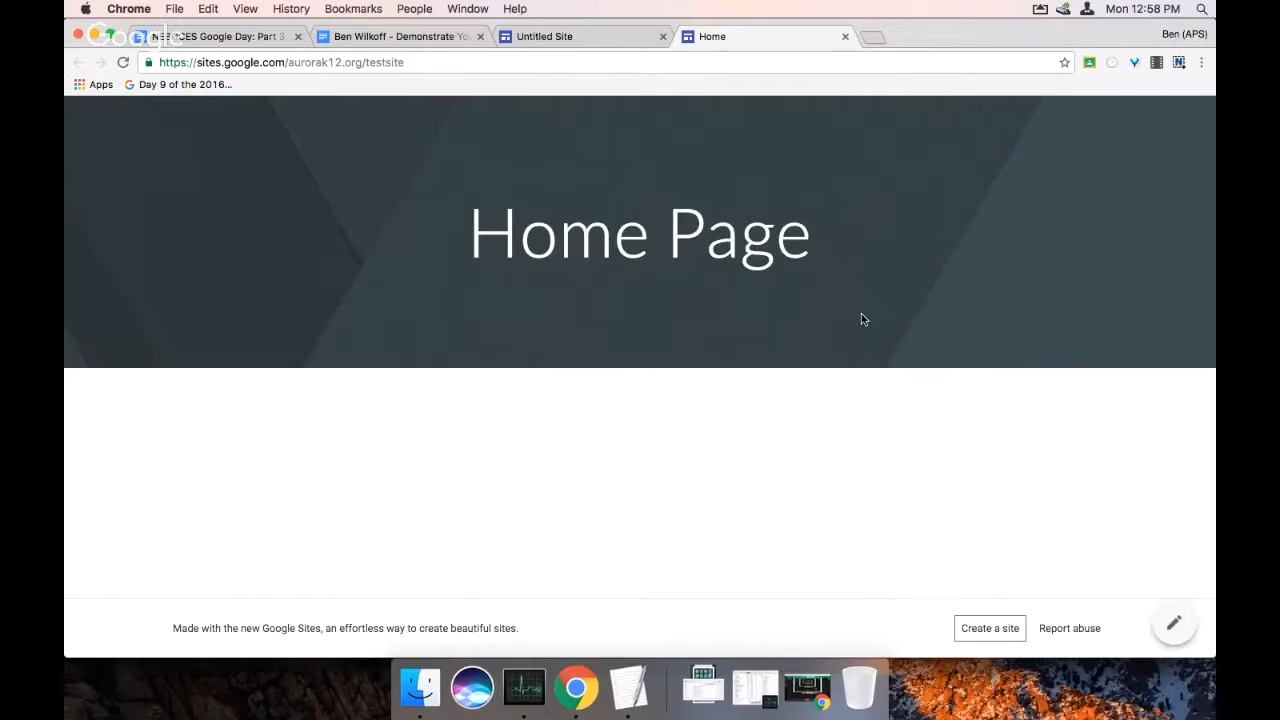 Chrome File Edit View History Bookmarks People Window Help Mon 12:58 PM
Google
CES Google Day: Part 3 Ben Wilkoff - Demonstrate You Untitled Site Home Ben (APS)
https://sites.google.com/aurorak12.org/testsite
Apps Day 9 of the 2016...
Home Page
Made with the new Google Sites, an effortless way to create beautiful sites. Create a site Report abuse